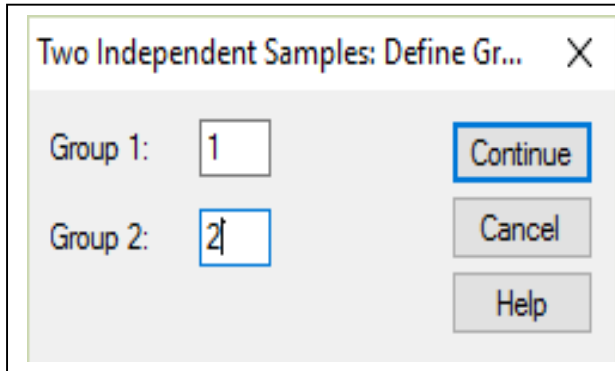 Two Independent Samples: Define Gr...
Group 1: 1 Continue
Group 2: 2 Cancel
Help